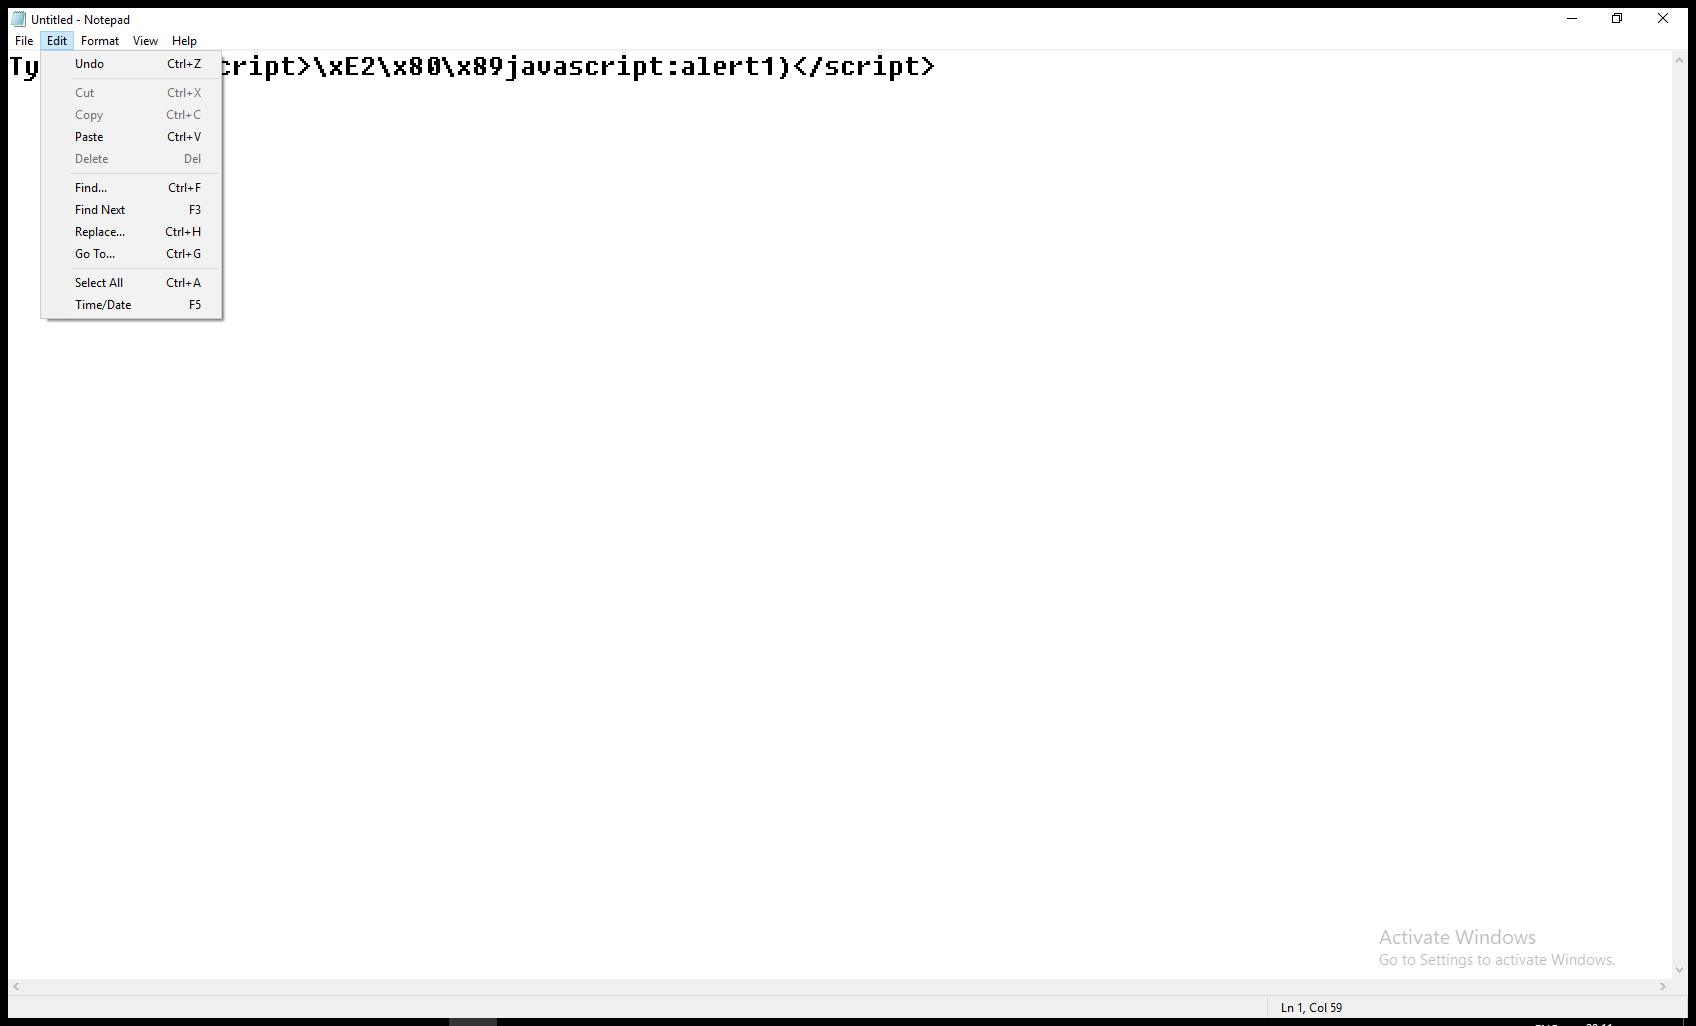 Untitled - Notepad
File Edit Format View Help
Ty cript>\xE2\x80\x89javascript:alert1)</script>
Undo Ctrl+Z
Cut Ctrl+X
Copy Ctrl+C
Paste Ctrl+V
Delete Del
Find... Ctrl+F
Find Next F3
Replace... Ctrl+H
Go To... Ctrl+G
Select All Ctrl+A
Time/Date F5
Activate Windows
Go to Settings to activate Windows.
Ln 1, Col 59